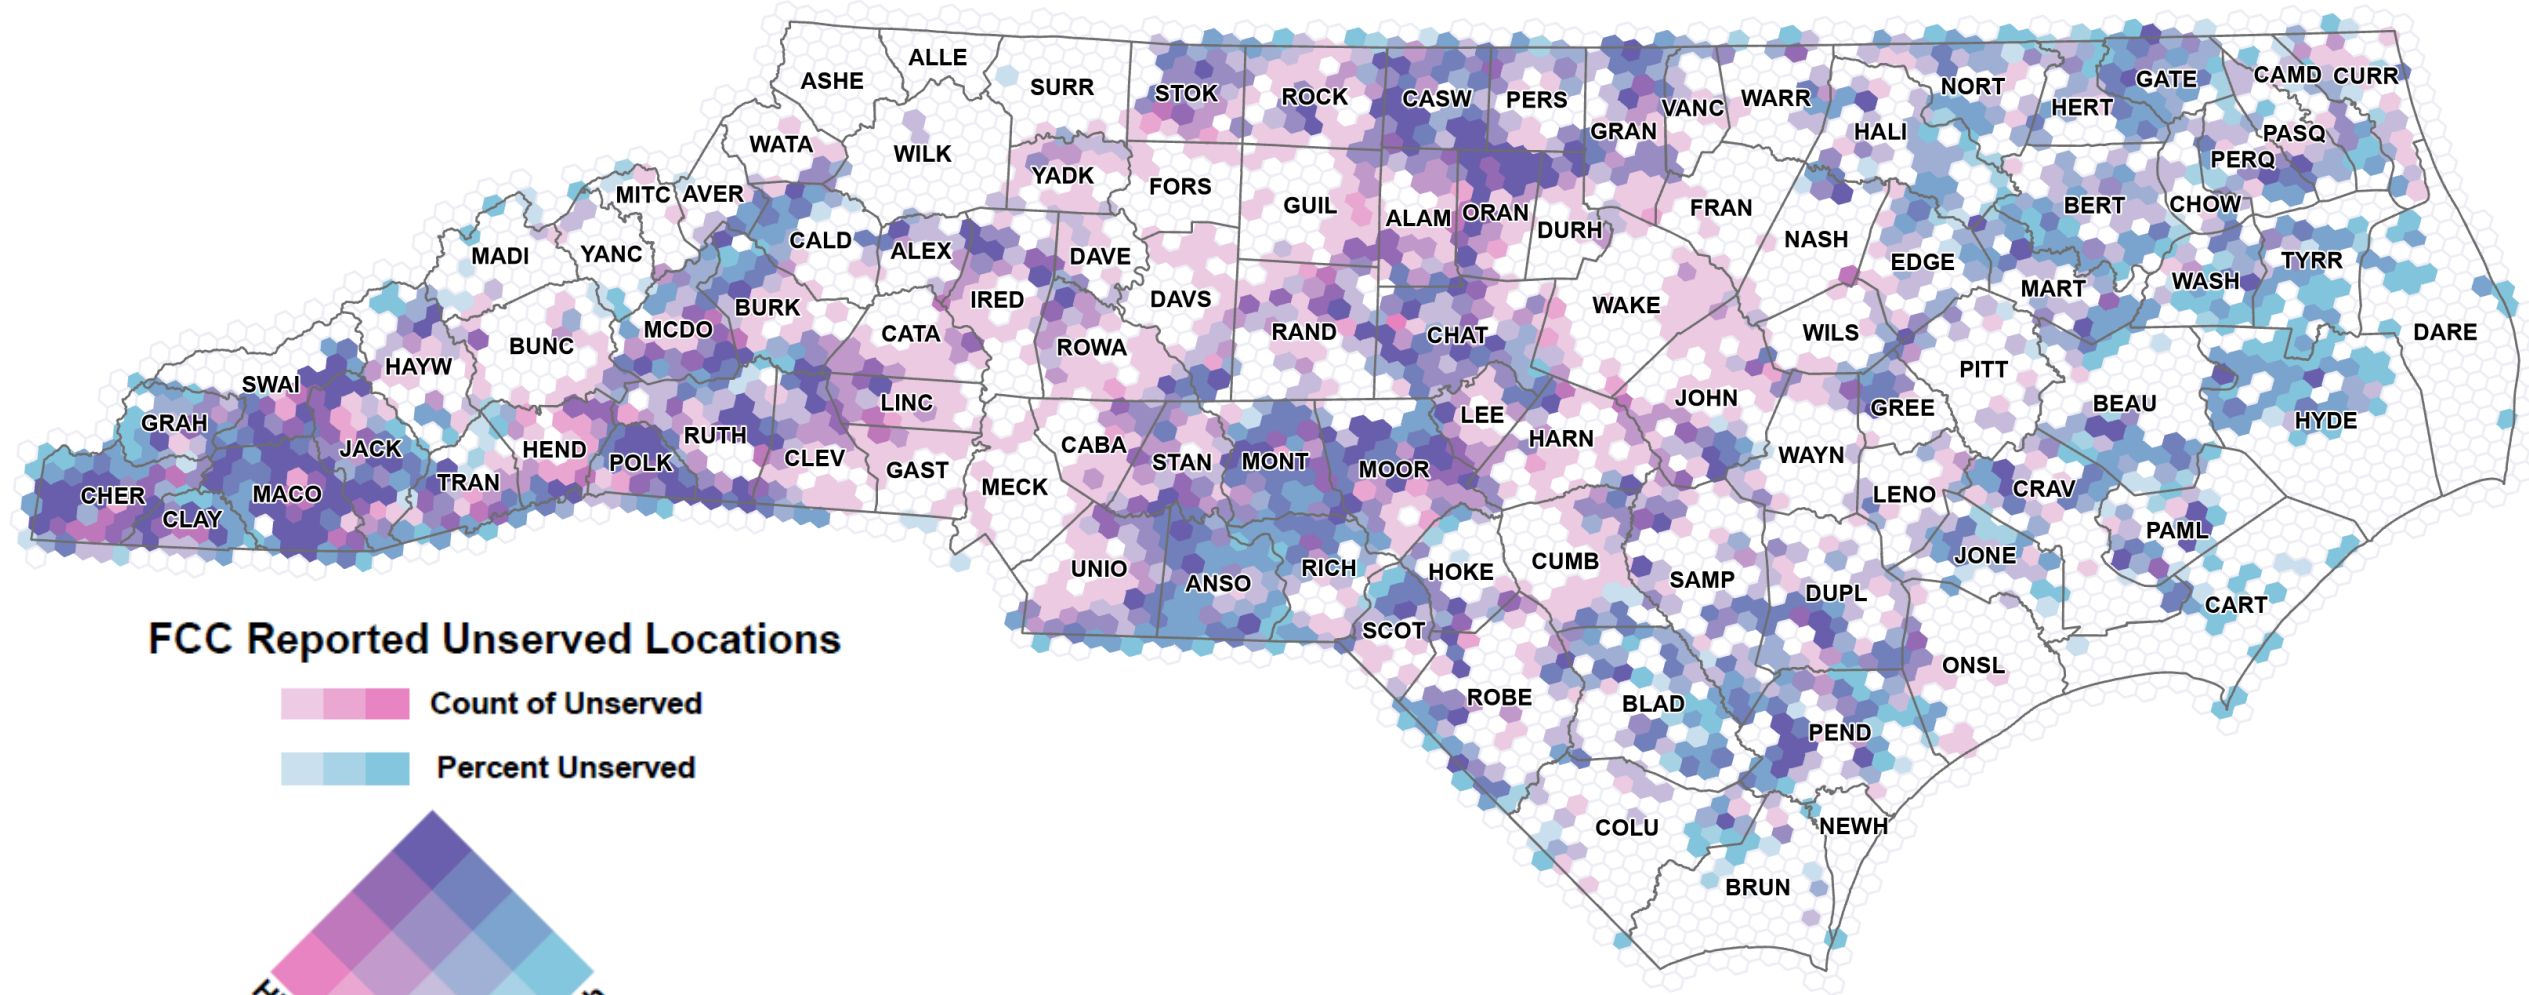 ALLE
ASHE
SURR
STOK
ROCK
CASW
PERS
GRAN
VANC
WARR
HALI
NORT
HERT
GATE
CAMD
CURR
PASQ
PERQ
WATA
WILK
YADK
FORS
GUIL
ALAM
ORAN
DURH
FRAN
NASH
EDGE
BERT
CHOW
MITC
AVER
MADI
YANC
CALD
ALEX
IRED
DAVE
DAVS
RAND
CHAT
WAKE
WILS
MART
WASH
TYRR
DARE
HAYW
BUNC
MCDO
BURK
CATA
ROWA
PITT
SWAI
GRAH
JACK
HEND
POLK
RUTH
CLEV
LINC
GAST
CABA
STAN
MONT
MOOR
LEE
HARN
JOHN
WAYN
GREE
BEAU
HYDE
CHER
CLAY
MACO
TRAN
MECK
UNIO
ANSO
RICH
SCOT
HOKE
CUMB
SAMP
DUPL
LENO
CRAV
JONE
PAML
CART
ONSL
ROBE
BLAD
PEND
COLU
BRUN
NEWH
FCC Reported Unserved Locations
Count of Unserved
Percent Unserved